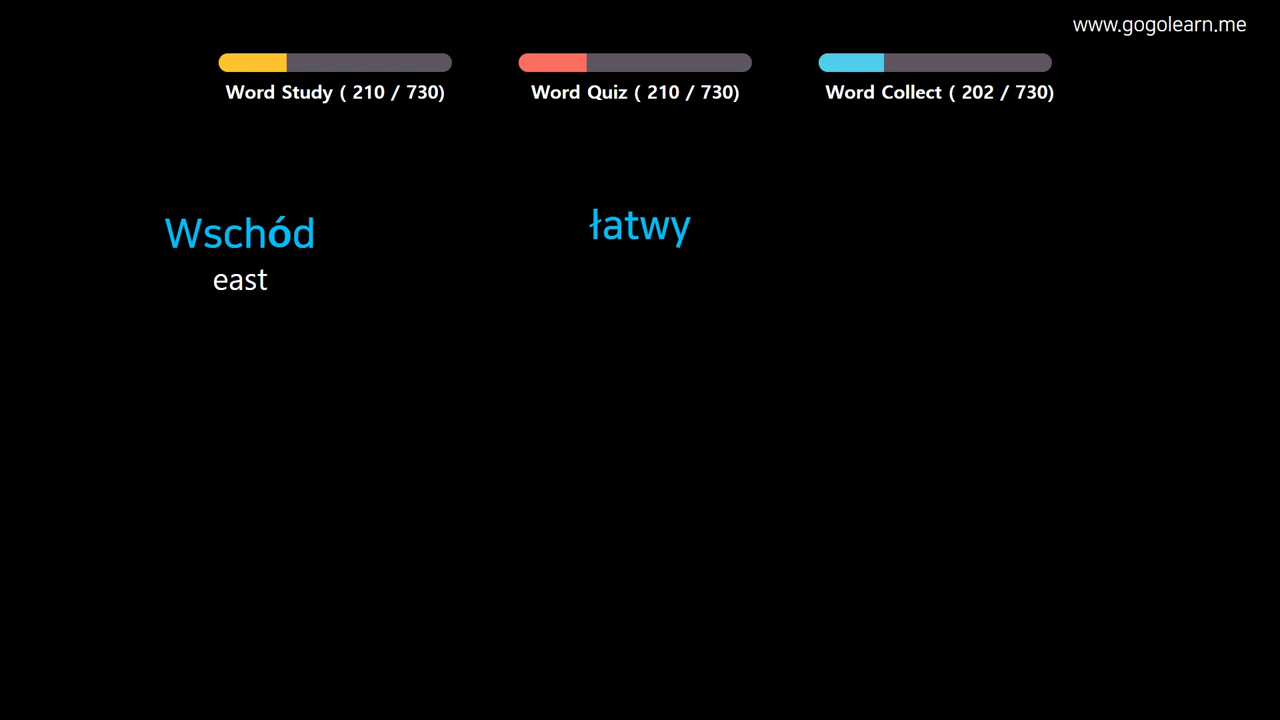 www.gogolearn.me
Word Study ( 210 / 730)
Word Quiz ( 210 / 730)
Word Collect ( 202 / 730)
Wschód
east
łatwy